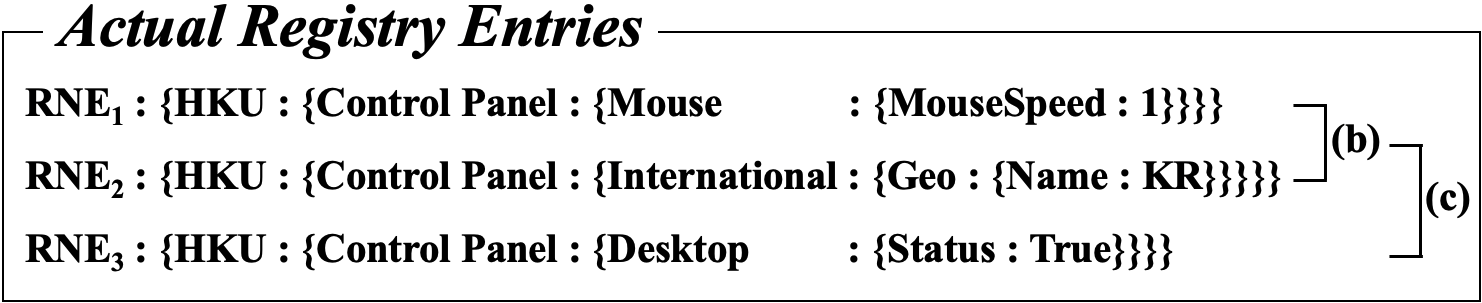 Actual Registry Entries
RNE₁ : {HKU : {Control Panel : {Mouse : {MouseSpeed : 1}}}}
(b)
RNE₂ : {HKU : {Control Panel : {International : {Geo : {Name : KR}}}}}
(c)
RNE₃ : {HKU : {Control Panel : {Desktop : {Status : True}}}}